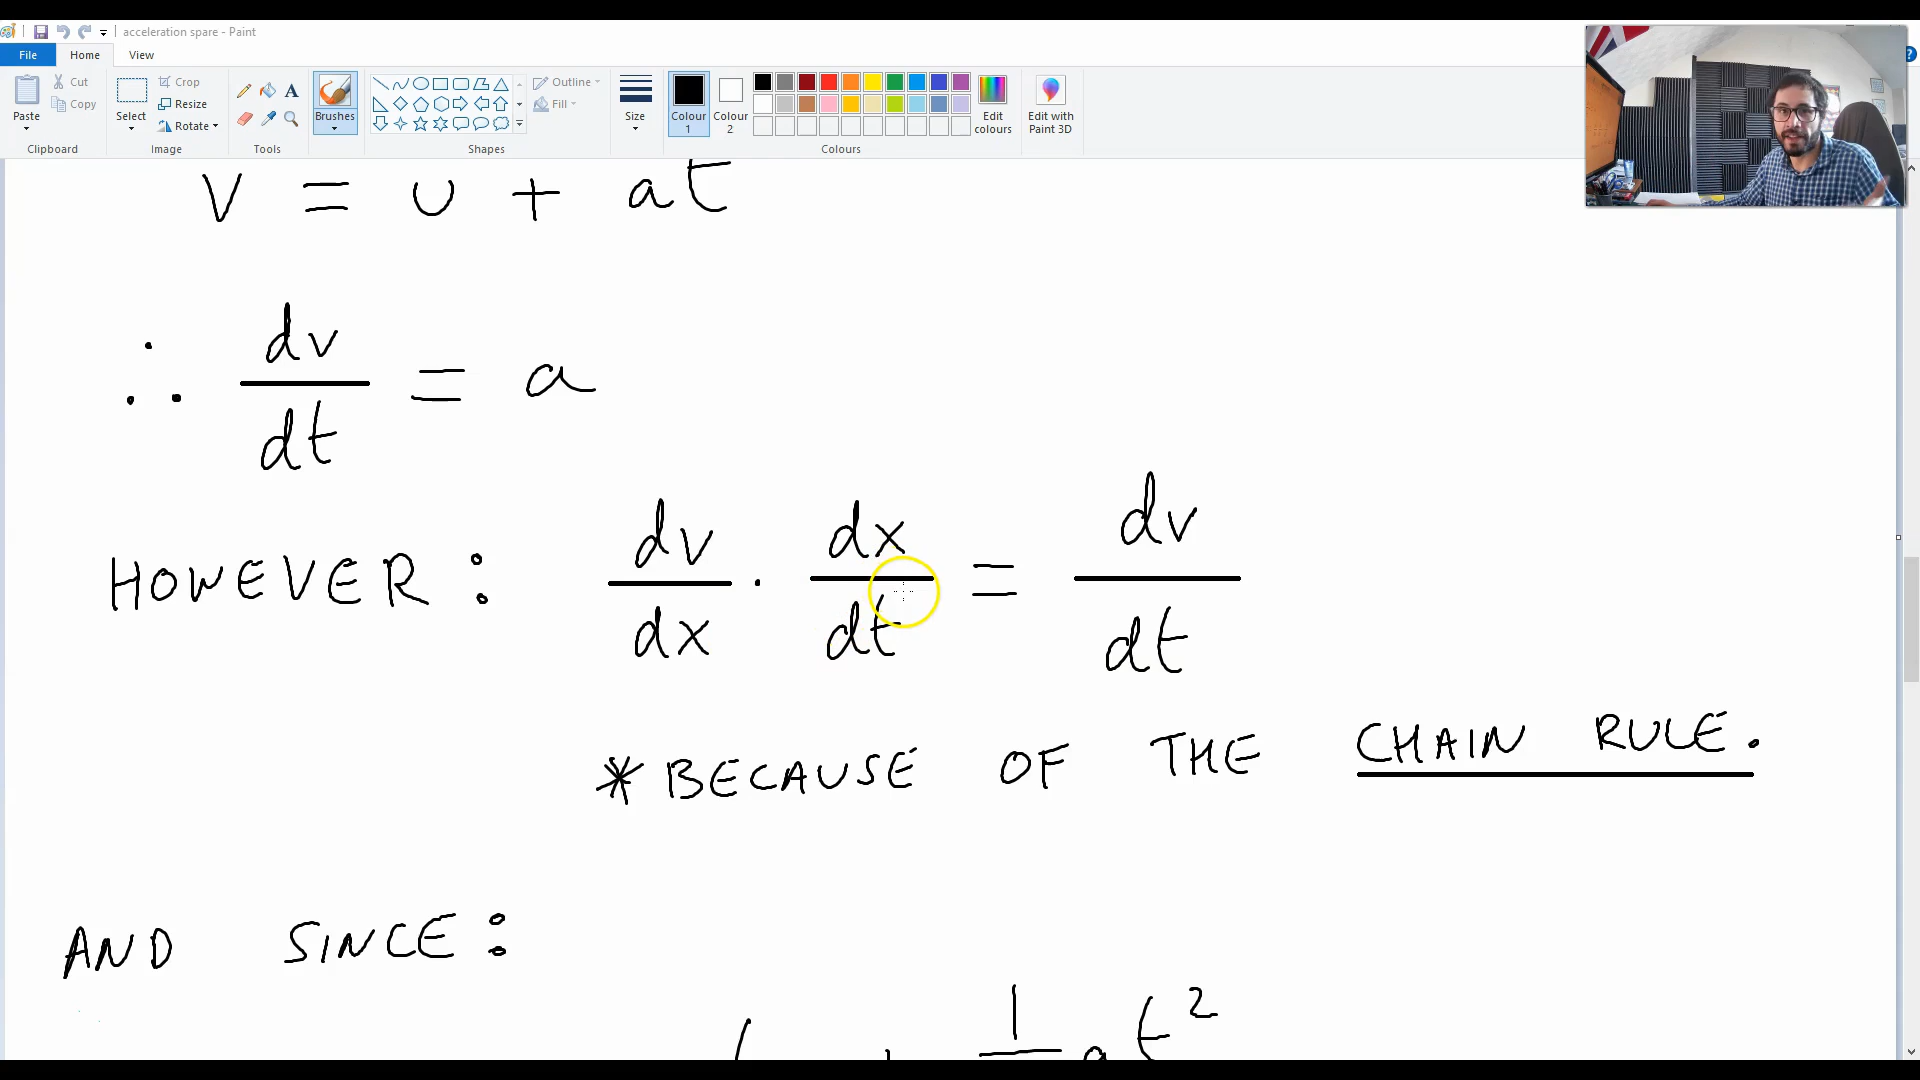 acceleration spare - Paint
File Home View
Paste
Cut
Copy
Clipboard
Select
Crop
Resize
Rotate
Image
Tools
Brushes
Shapes
Outline
Fill
Size
Colour 1
Colour 2
Edit colours
Edit with Paint 3D
Colours
v = u + at
∴ dv/dt = a
HOWEVER: dv/dx · dx/dt = dv/dt
*BECAUSE OF THE CHAIN RULE.
AND SINCE:
1
at²